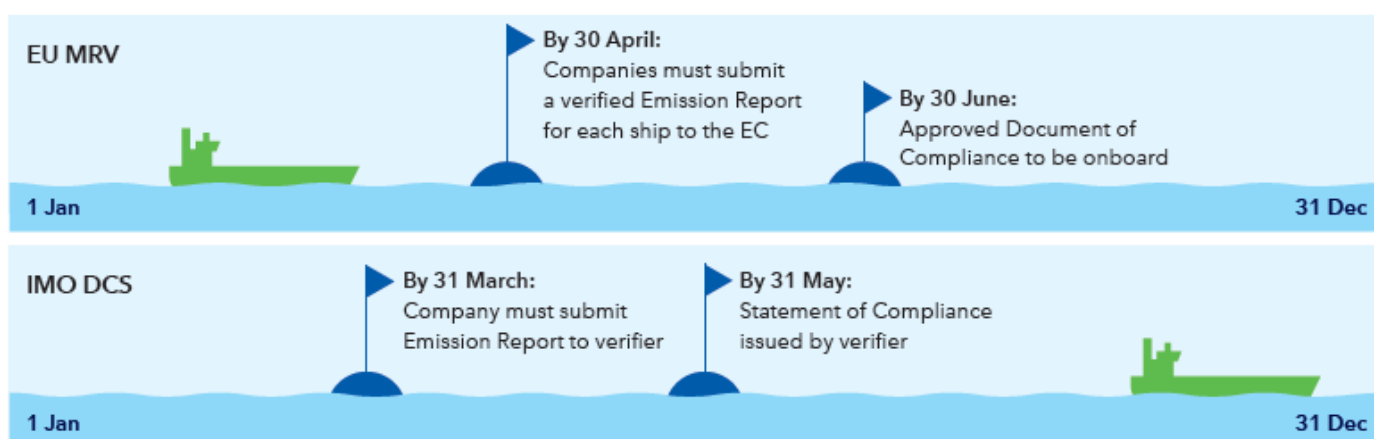 EU MRV
By 30 April:
Companies must submit
a verified Emission Report
for each ship to the EC
By 30 June:
Approved Document of
Compliance to be onboard
1 Jan
31 Dec
IMO DCS
By 31 March:
Company must submit
Emission Report to verifier
By 31 May:
Statement of Compliance
issued by verifier
1 Jan
31 Dec